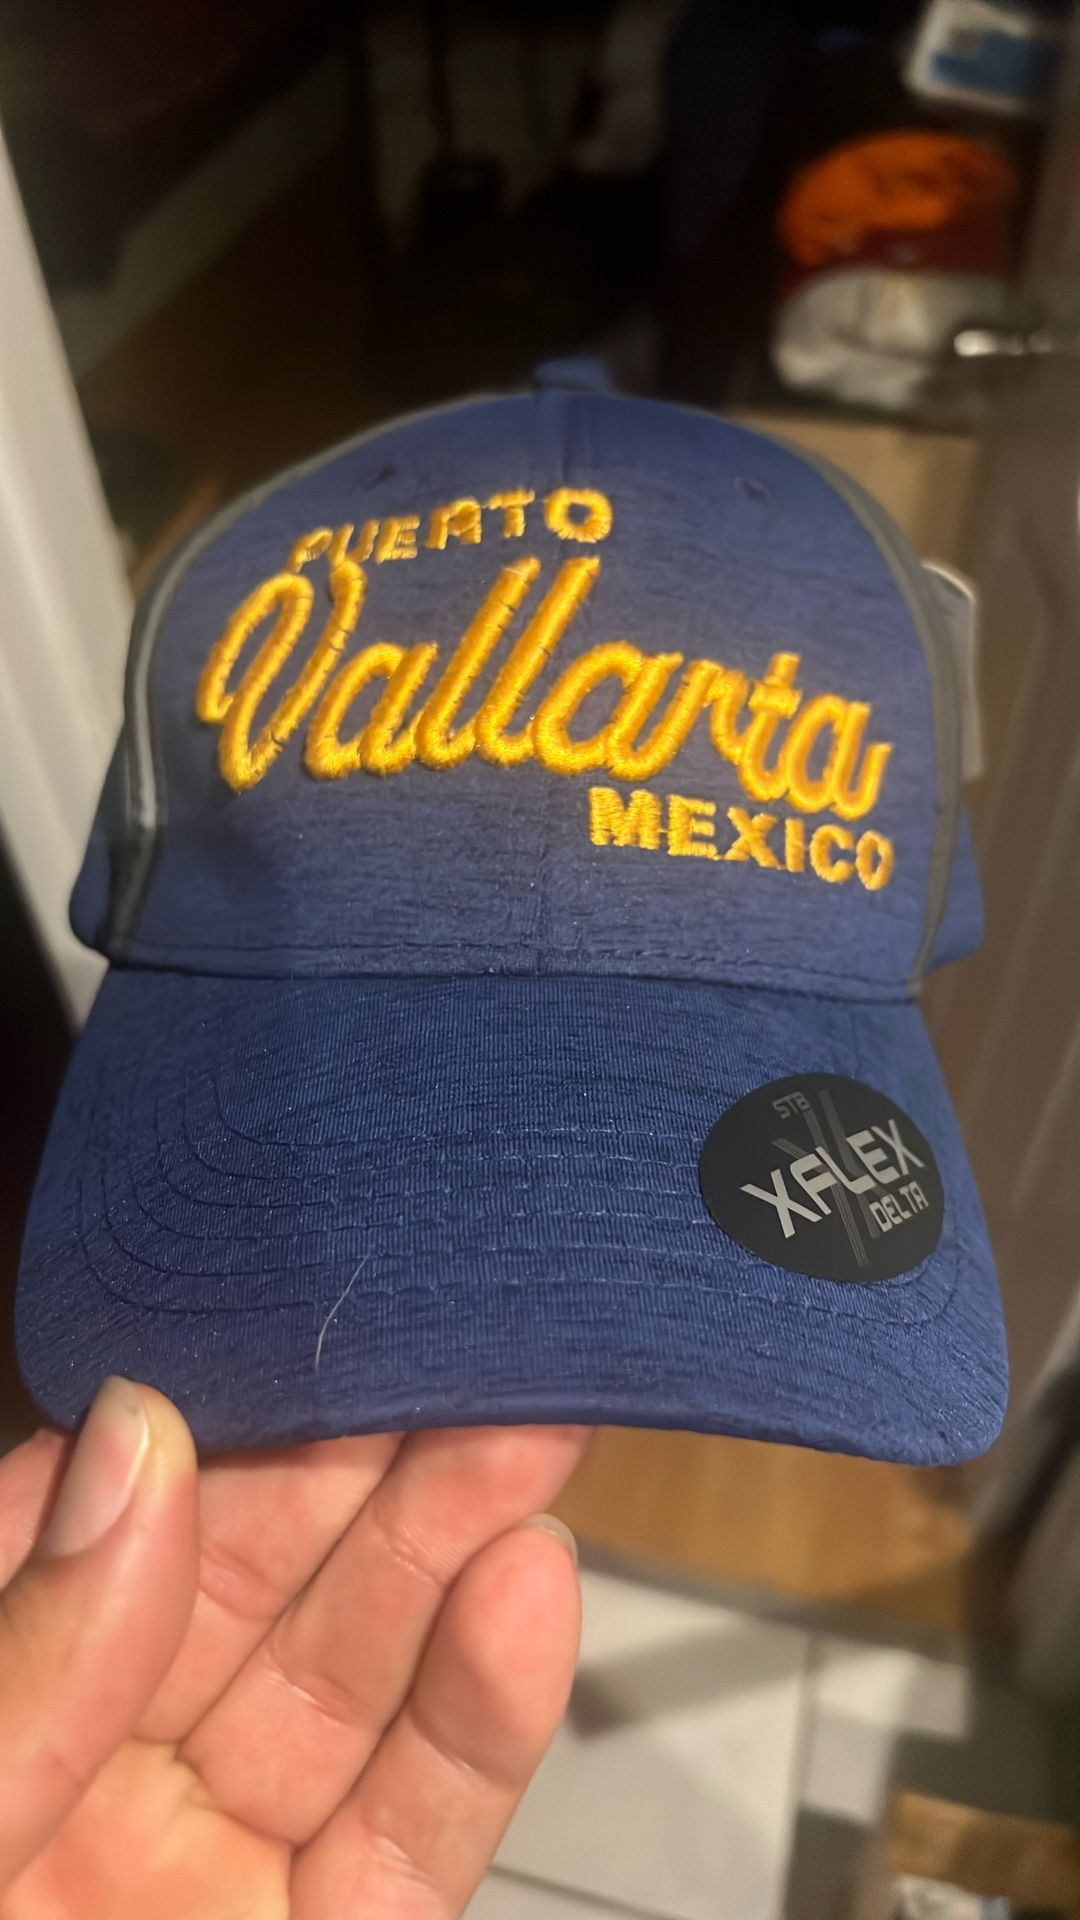 PUERTO
Vallarta
MEXICO
STB
XFLEX
DELTA